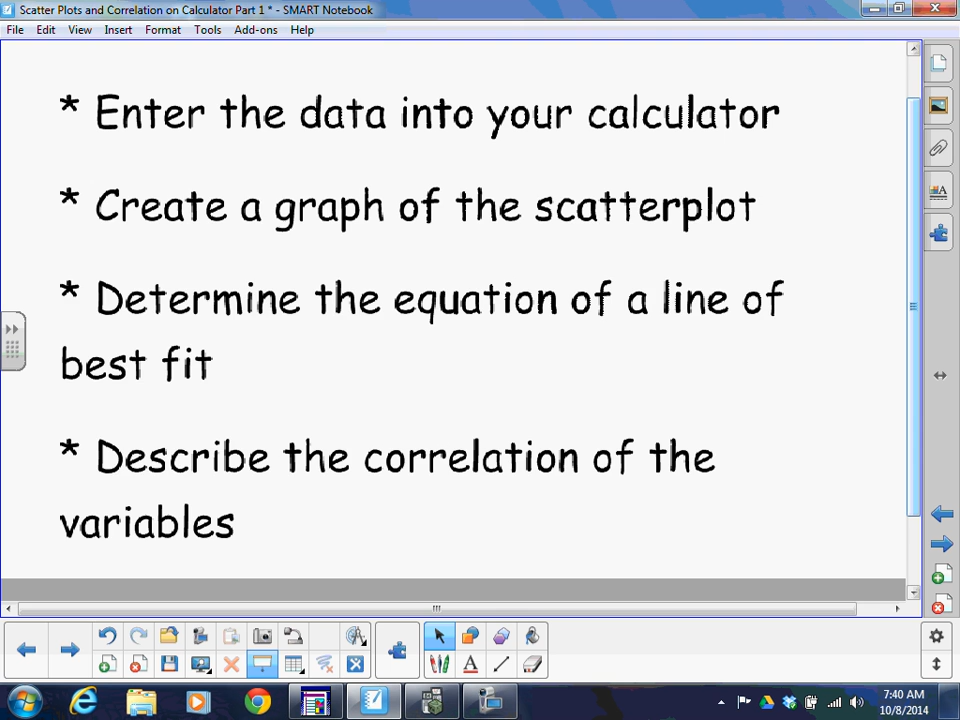 Scatter Plots and Correlation on Calculator Part 1 * - SMART Notebook
File Edit View Insert Format Tools Add-ons Help
* Enter the data into your calculator
* Create a graph of the scatterplot
* Determine the equation of a line of
best fit
* Describe the correlation of the
variables
7:40 AM
10/8/2014